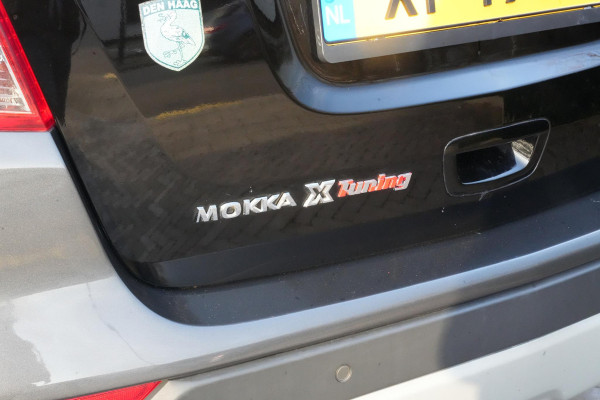 DEN HAAG
NL
MOKKA X Tuning